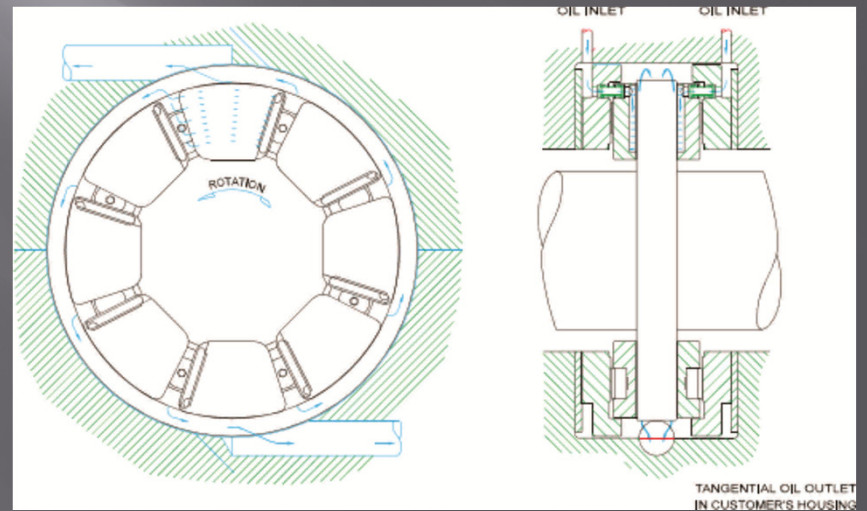 OIL INLET
OIL INLET
ROTATION
TANGENTIAL OIL OUTLET
IN CUSTOMER'S HOUSING